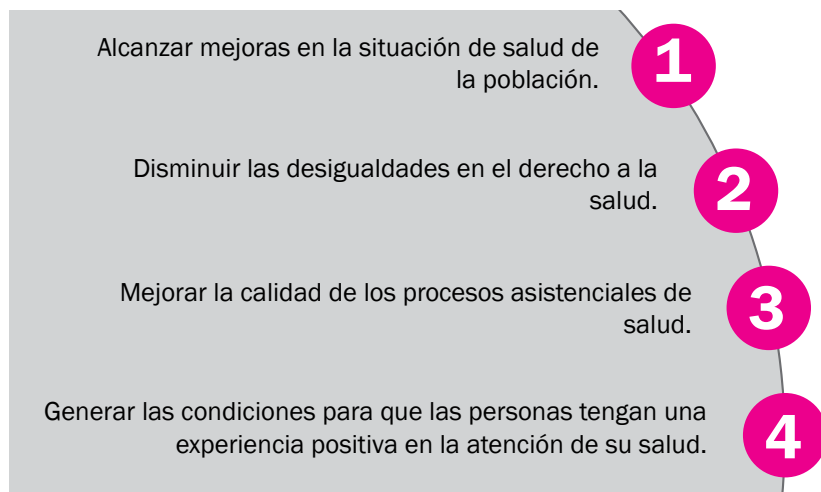 Alcanzar mejoras en la situación de salud de
la población.
1
Disminuir las desigualdades en el derecho a la
salud.
2
Mejorar la calidad de los procesos asistenciales de
salud.
3
Generar las condiciones para que las personas tengan una
experiencia positiva en la atención de su salud.
4